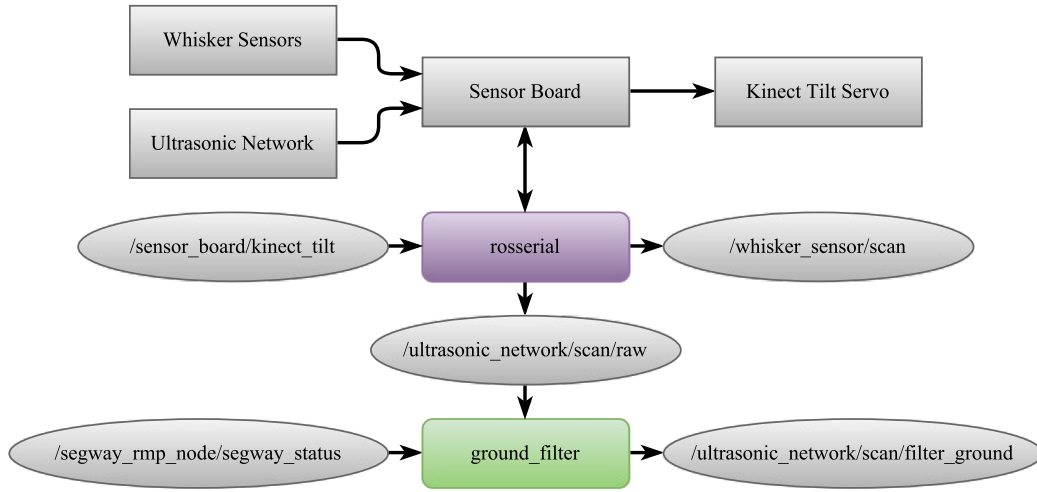 Whisker Sensors
Sensor Board
Kinect Tilt Servo
Ultrasonic Network
/sensor_board/kinect_tilt
rosserial
/whisker_sensor/scan
/ultrasonic_network/scan/raw
/segway_rmp_node/segway_status
ground_filter
/ultrasonic_network/scan/filter_ground